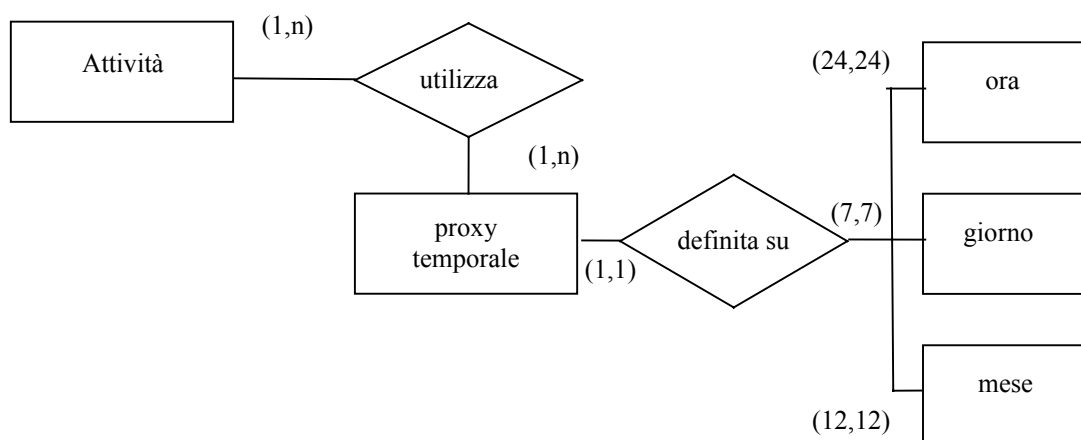 (1,n)
Attività
utilizza
(24,24)
ora
(1,n)
proxy
temporale
(1,1)
definita su
(7,7)
giorno
mese
(12,12)